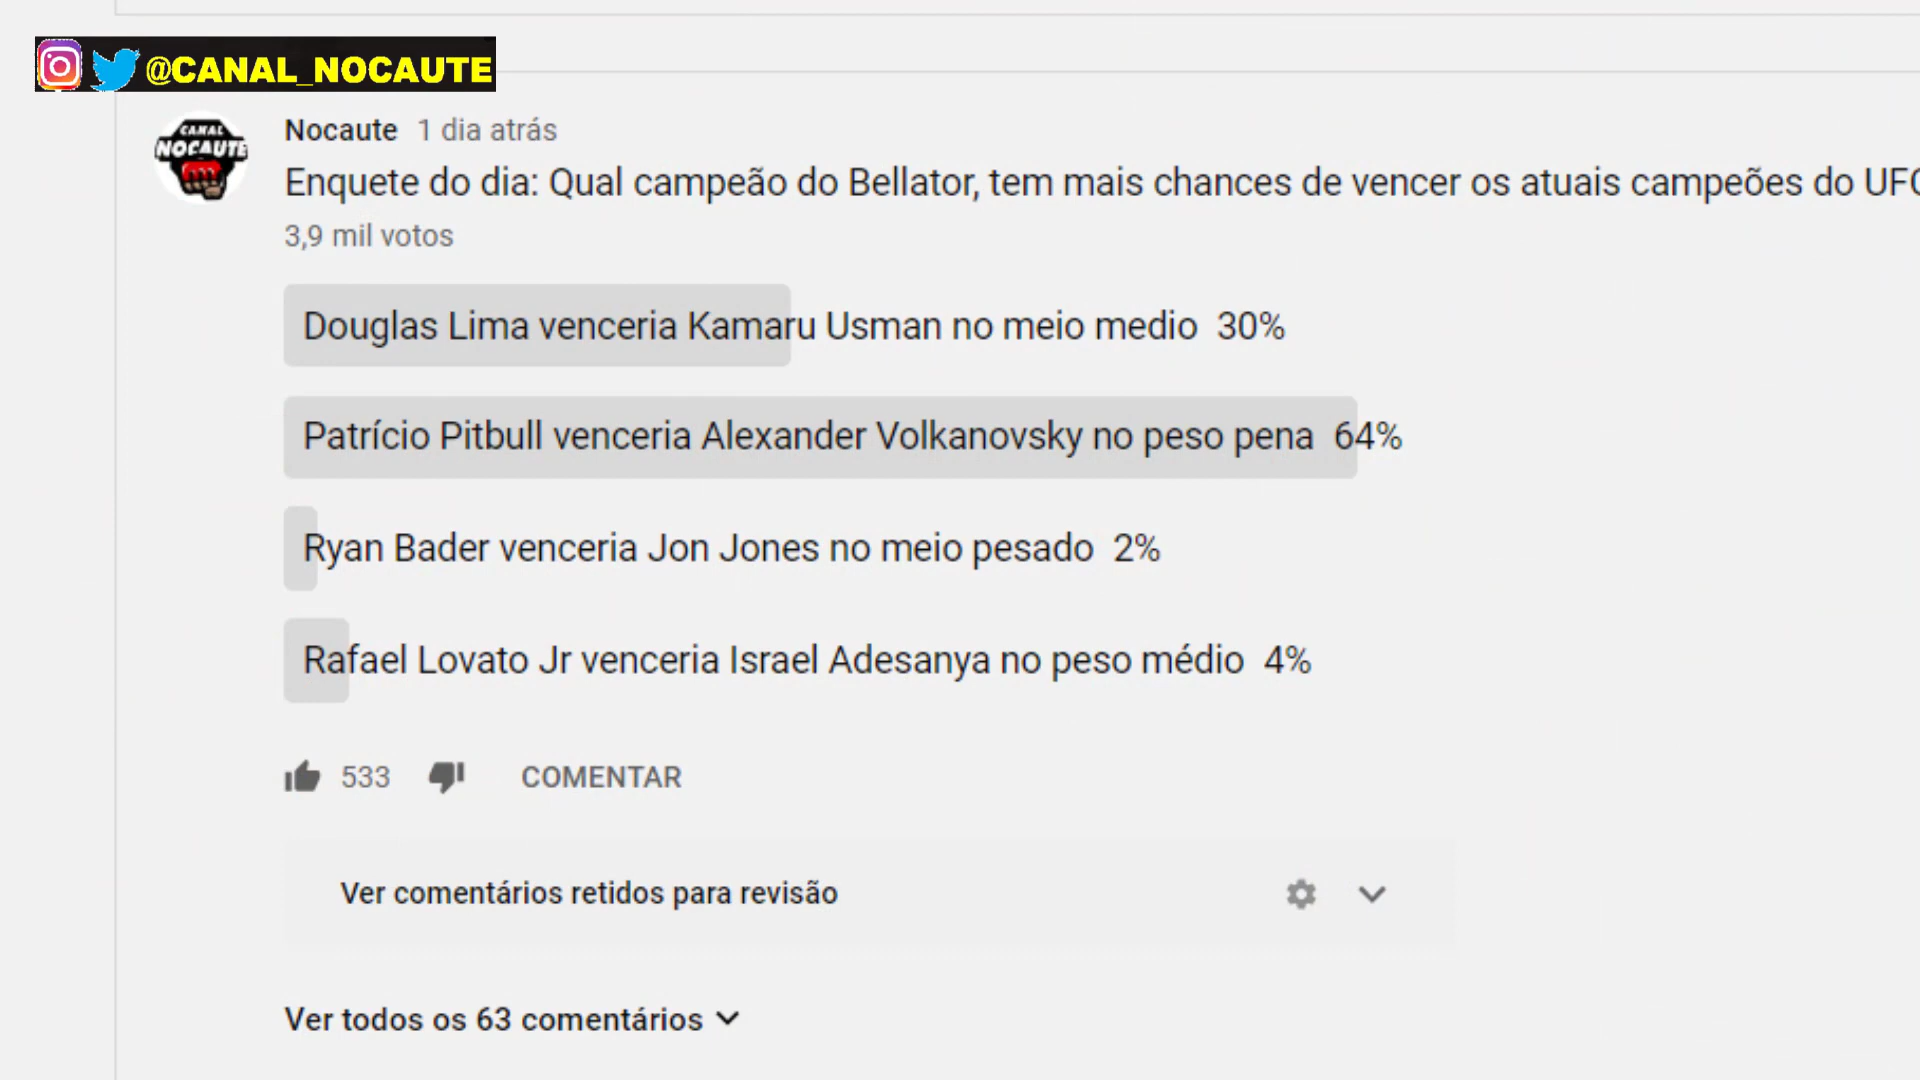 @CANAL_NOCAUTE
CANAL
NOCAUTE
Nocaute 1 dia atrás
Enquete do dia: Qual campeão do Bellator, tem mais chances de vencer os atuais campeões do UFC
3,9 mil votos
Douglas Lima venceria Kamaru Usman no meio medio 30%
Patrício Pitbull venceria Alexander Volkanovsky no peso pena 64%
Ryan Bader venceria Jon Jones no meio pesado 2%
Rafael Lovato Jr venceria Israel Adesanya no peso médio 4%
533 COMENTAR
Ver comentários retidos para revisão
Ver todos os 63 comentários